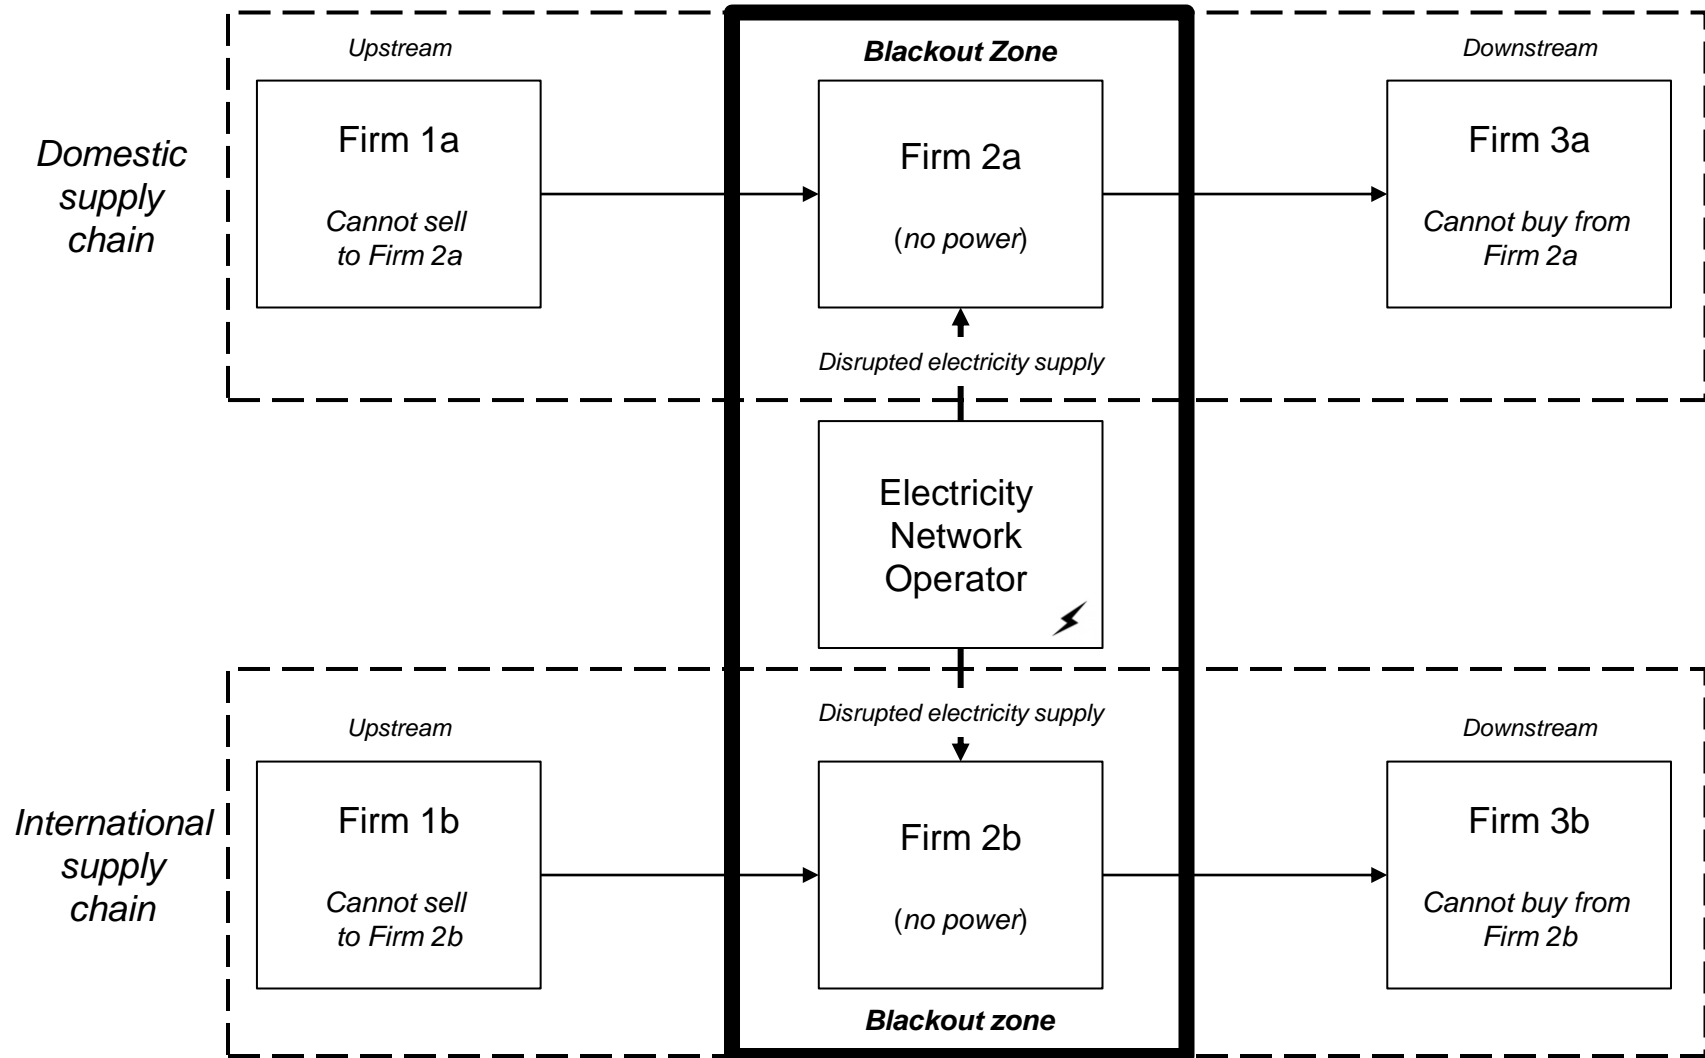 Domestic
supply
chain
Upstream
Firm 1a
Cannot sell
to Firm 2a
Blackout Zone
Firm 2a
(no power)
Downstream
Firm 3a
Cannot buy from
Firm 2a
Disrupted electricity supply
Electricity
Network
Operator
Disrupted electricity supply
International
supply
chain
Upstream
Firm 1b
Cannot sell
to Firm 2b
Firm 2b
(no power)
Blackout zone
Downstream
Firm 3b
Cannot buy from
Firm 2b